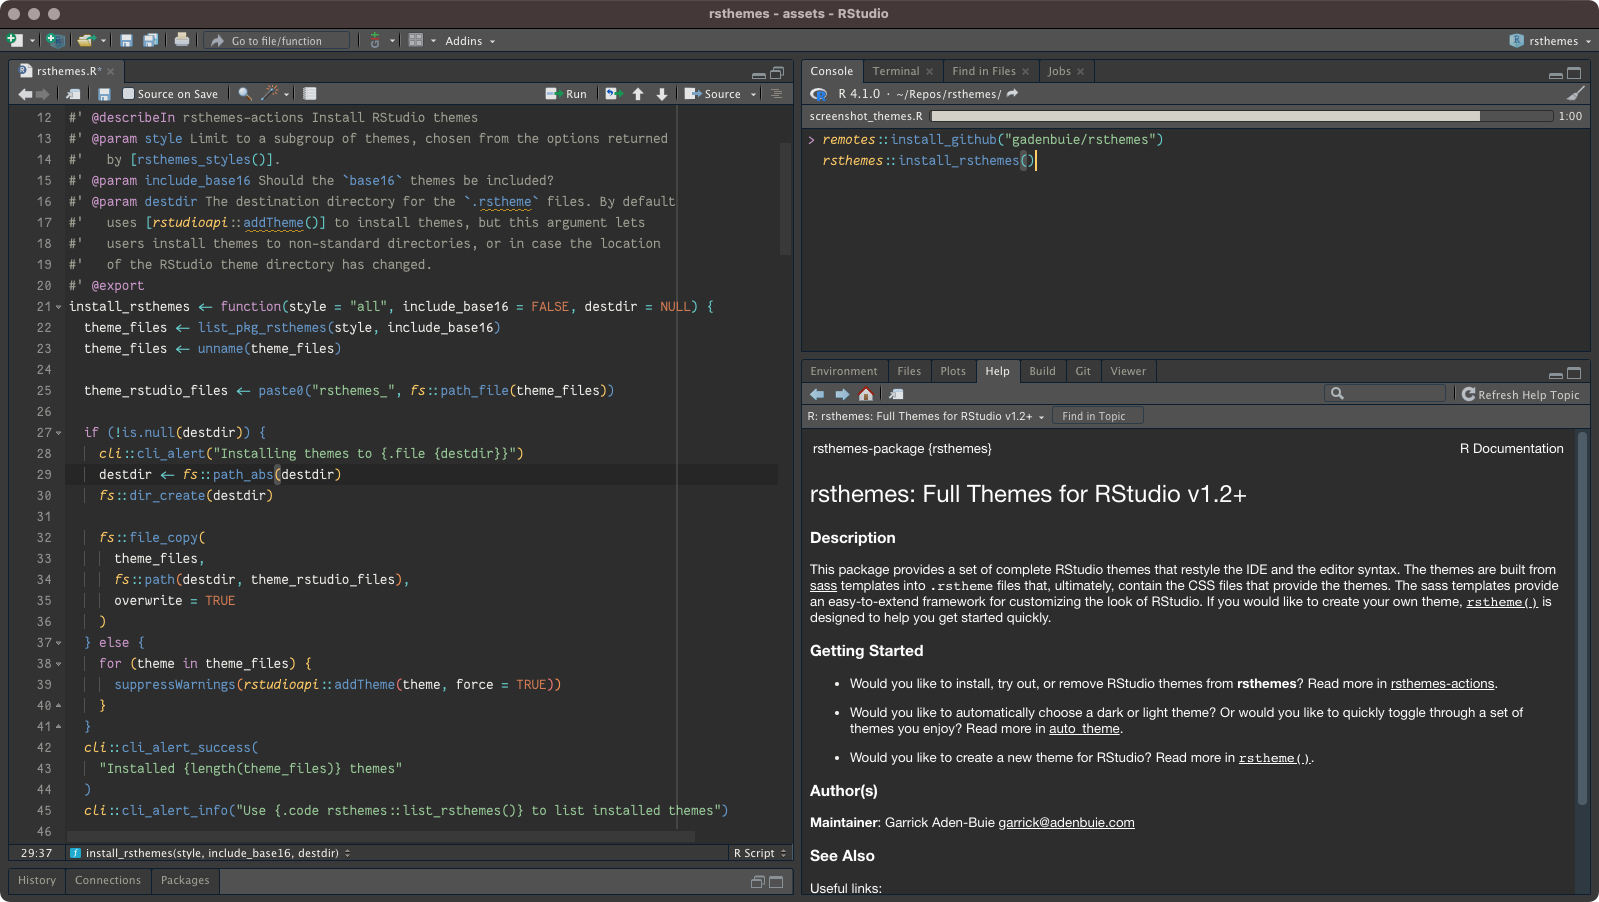 rsthemes - assets - RStudio
Go to file/function
Addins
rsthemes
rsthemes.R*
Source on Save
Run
Source
12 #' @describeIn rsthemes-actions Install RStudio themes
13 #' @param style Limit to a subgroup of themes, chosen from the options returned
14 #'   by [rsthemes_styles()].
15 #' @param include_base16 Should the `base16` themes be included?
16 #' @param destdir The destination directory for the `.rstheme` files. By default
17 #'   uses [rstudioapi::addTheme()] to install themes, but this argument lets
18 #'   users install themes to non-standard directories, or in case the location
19 #'   of the RStudio theme directory has changed.
20 #' @export
21 install_rsthemes <- function(style = "all", include_base16 = FALSE, destdir = NULL) {
22   theme_files <- list_pkg_rsthemes(style, include_base16)
23   theme_files <- unname(theme_files)
24
25   theme_rstudio_files <- paste0("rsthemes_", fs::path_file(theme_files))
26
27   if (!is.null(destdir)) {
28     cli::cli_alert("Installing themes to {.file {destdir}}")
29     destdir <- fs::path_abs(destdir)
30     fs::dir_create(destdir)
31
32     fs::file_copy(
33       theme_files,
34       fs::path(destdir, theme_rstudio_files),
35       overwrite = TRUE
36     )
37   } else {
38     for (theme in theme_files) {
39       suppressWarnings(rstudioapi::addTheme(theme, force = TRUE))
40     }
41   }
42   cli::cli_alert_success(
43     "Installed {length(theme_files)} themes"
44   )
45   cli::cli_alert_info("Use {.code rsthemes::list_rsthemes()} to list installed themes")
46
29:37 install_rsthemes(style, include_base16, destdir) R Script
History Connections Packages
Console Terminal Find in Files Jobs
R 4.1.0 · ~/Repos/rsthemes/
screenshot_themes.R 1:00
> remotes::install_github("gadenbuie/rsthemes")
rsthemes::install_rsthemes()
Environment Files Plots Help Build Git Viewer
Refresh Help Topic
R: rsthemes: Full Themes for RStudio v1.2+ Find in Topic
rsthemes-package {rsthemes} R Documentation
rsthemes: Full Themes for RStudio v1.2+
Description
This package provides a set of complete RStudio themes that restyle the IDE and the editor syntax. The themes are built from
sass templates into .rstheme files that, ultimately, contain the CSS files that provide the themes. The sass templates provide
an easy-to-extend framework for customizing the look of RStudio. If you would like to create your own theme, rstheme() is
designed to help you get started quickly.
Getting Started
• Would you like to install, try out, or remove RStudio themes from rsthemes? Read more in rsthemes-actions.
• Would you like to automatically choose a dark or light theme? Or would you like to quickly toggle through a set of
themes you enjoy? Read more in auto_theme.
• Would you like to create a new theme for RStudio? Read more in rstheme().
Author(s)
Maintainer: Garrick Aden-Buie garrick@adenbuie.com
See Also
Useful links: